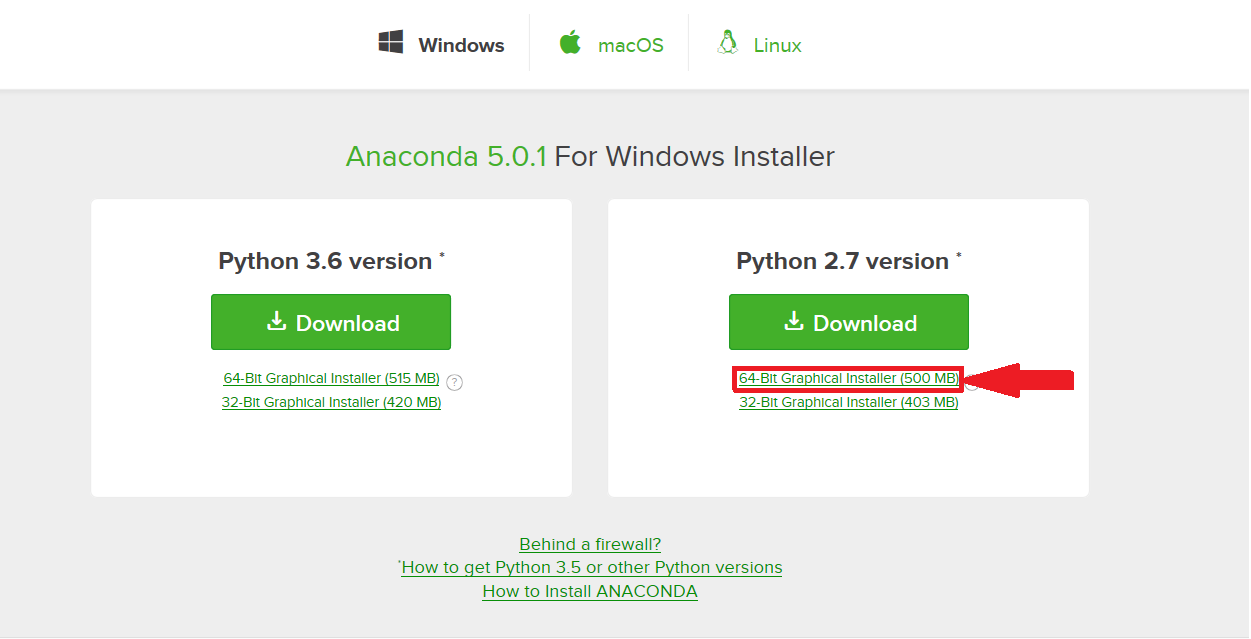 Windows macOS Linux
Anaconda 5.0.1 For Windows Installer
Python 3.6 version *
Download
64-Bit Graphical Installer (515 MB) ?
32-Bit Graphical Installer (420 MB)
Python 2.7 version *
Download
64-Bit Graphical Installer (500 MB)
32-Bit Graphical Installer (403 MB)
Behind a firewall?
*How to get Python 3.5 or other Python versions
How to Install ANACONDA